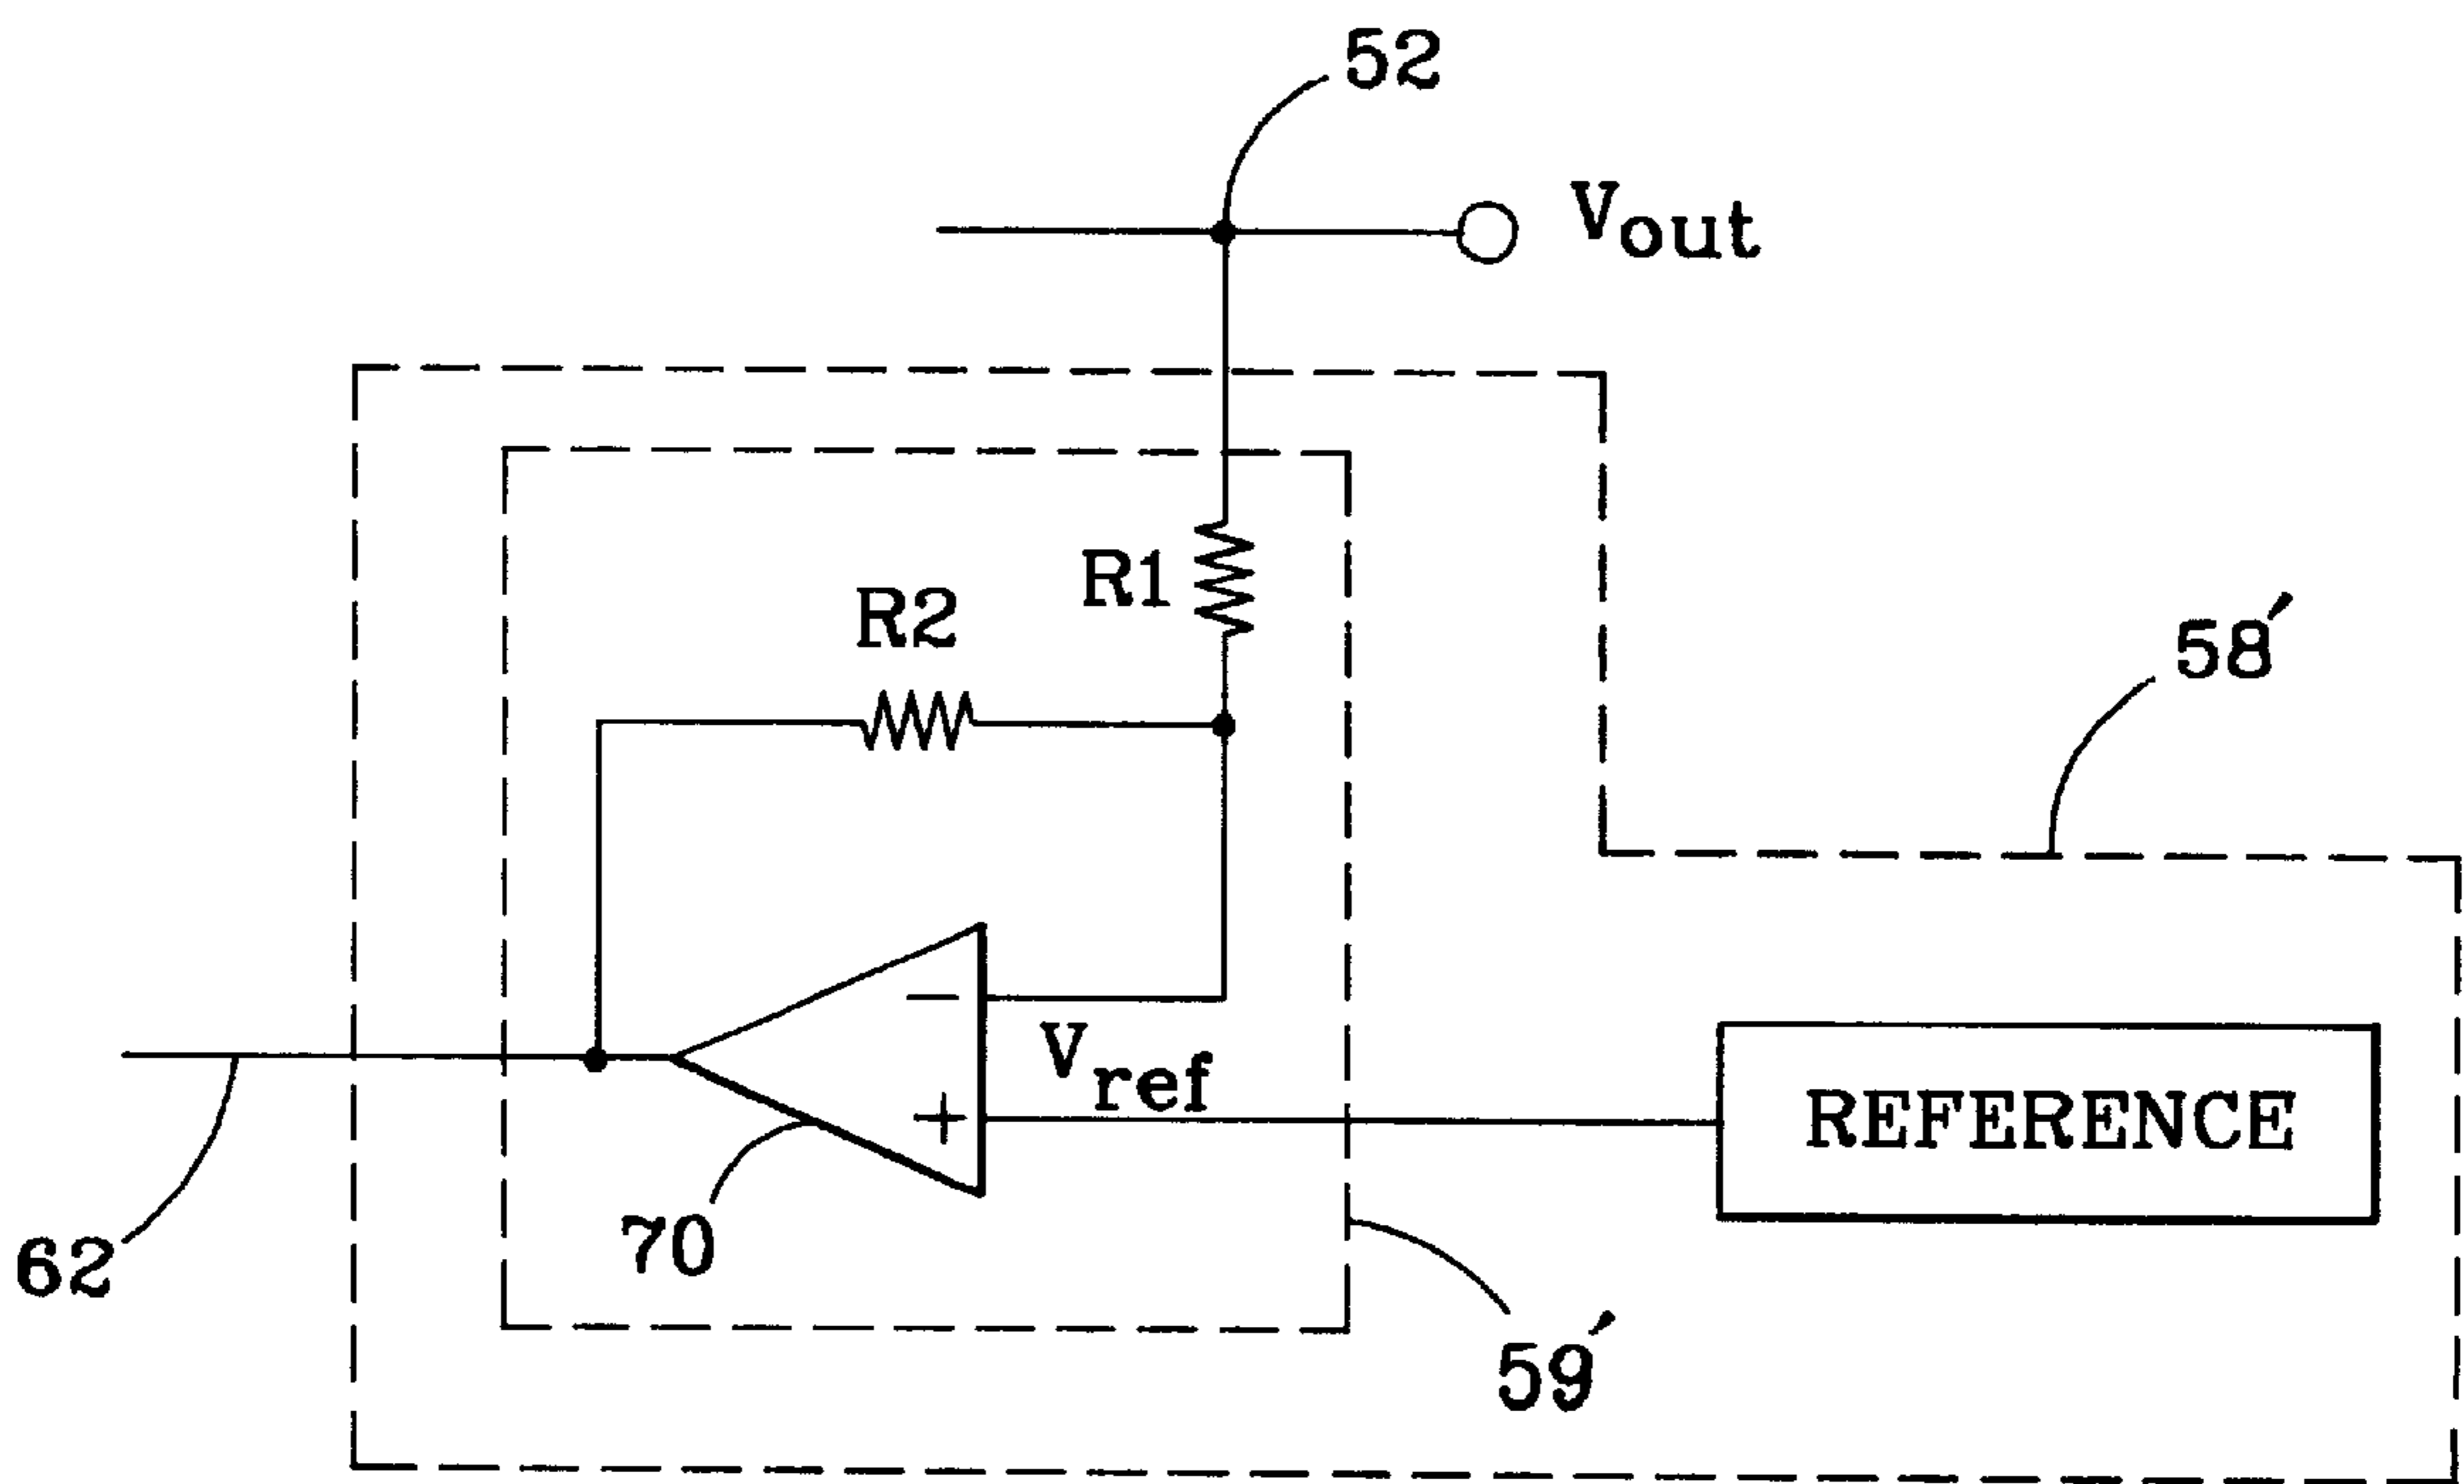 52
Vout
R1
R2
58′
−
Vref
+
REFERENCE
70
62
59′